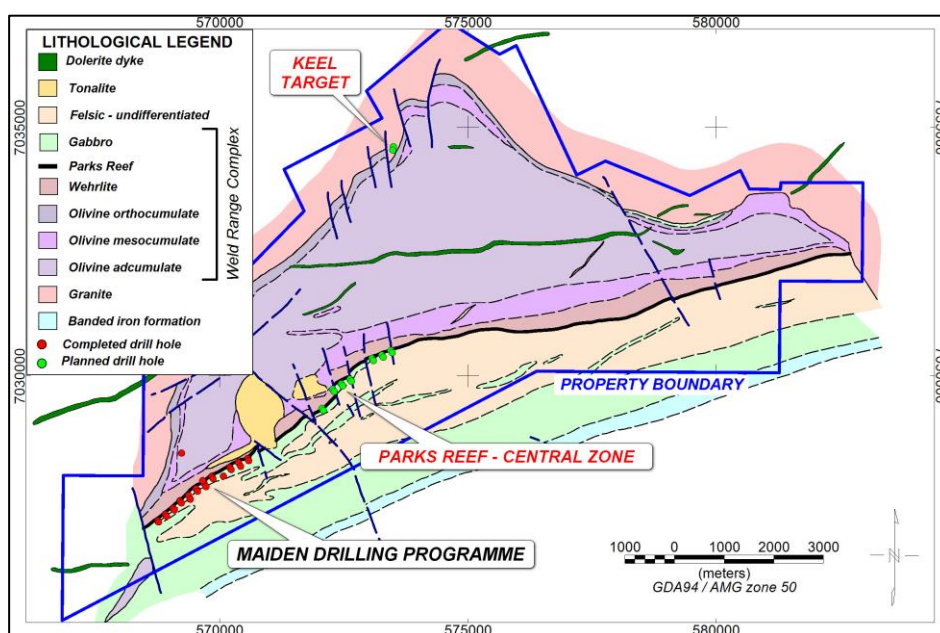 570000
575000
580000
LITHOLOGICAL LEGEND
Dolerite dyke
Tonalite
Felsic - undifferentiated
Gabbro
Parks Reef
Wehrlite
Olivine orthocumulate
Olivine mesocumulate
Olivine adcumulate
Weld Range Complex
Granite
Banded iron formation
Completed drill hole
Planned drill hole
KEEL
TARGET
7035000
7035000
7030000
7030000
PROPERTY BOUNDARY
PARKS REEF - CENTRAL ZONE
MAIDEN DRILLING PROGRAMME
1000 0 1000 2000 3000
(meters)
GDA94 / AMG zone 50
N
570000
575000
580000